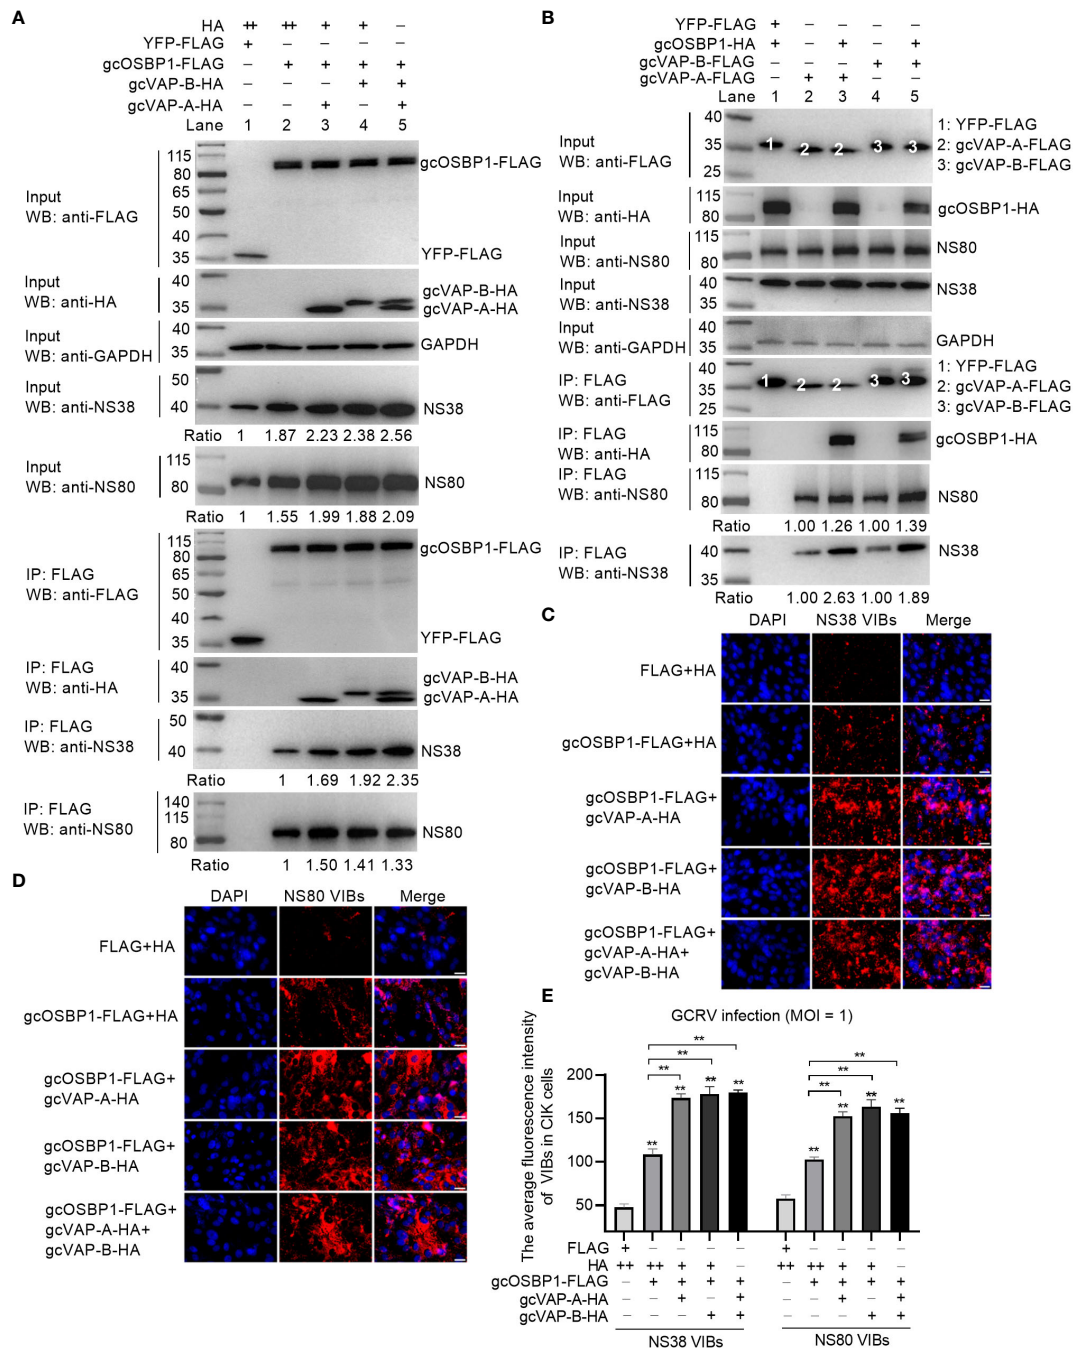 A
HA ++ ++ + + –
YFP-FLAG + – – – –
gcOSBP1-FLAG – + + + +
gcVAP-B-HA – – – + +
gcVAP-A-HA – – + – +
Lane 1 2 3 4 5
Input
WB: anti-FLAG
115
80
65
50
40
35
gcOSBP1-FLAG
YFP-FLAG
Input
WB: anti-HA
40
35
gcVAP-B-HA
gcVAP-A-HA
Input
WB: anti-GAPDH
40
35
GAPDH
Input
WB: anti-NS38
50
40
NS38
Ratio 1 1.87 2.23 2.38 2.56
Input
WB: anti-NS80
115
80
NS80
Ratio 1 1.55 1.99 1.88 2.09
IP: FLAG
WB: anti-FLAG
115
80
65
50
40
35
gcOSBP1-FLAG
YFP-FLAG
IP: FLAG
WB: anti-HA
40
35
gcVAP-B-HA
gcVAP-A-HA
IP: FLAG
WB: anti-NS38
50
40
NS38
Ratio 1 1.69 1.92 2.35
IP: FLAG
WB: anti-NS80
140
115
80
NS80
Ratio 1 1.50 1.41 1.33
B
YFP-FLAG + – – – –
gcOSBP1-HA + – + – +
gcVAP-B-FLAG – – – + +
gcVAP-A-FLAG – + + – –
Lane 1 2 3 4 5
Input
WB: anti-FLAG
40
35
25
1 2 2 3 3
1: YFP-FLAG
2: gcVAP-A-FLAG
3: gcVAP-B-FLAG
Input
WB: anti-HA
115
80
gcOSBP1-HA
Input
WB: anti-NS80
115
80
NS80
Input
WB: anti-NS38
40
35
NS38
Input
WB: anti-GAPDH
40
35
GAPDH
IP: FLAG
WB: anti-FLAG
40
35
25
1 2 2 3 3
1: YFP-FLAG
2: gcVAP-A-FLAG
3: gcVAP-B-FLAG
IP: FLAG
WB: anti-HA
115
80
gcOSBP1-HA
IP: FLAG
WB: anti-NS80
115
80
NS80
Ratio 1.00 1.26 1.00 1.39
IP: FLAG
WB: anti-NS38
40
35
NS38
Ratio 1.00 2.63 1.00 1.89
C
DAPI NS38 VIBs Merge
FLAG+HA
gcOSBP1-FLAG+HA
gcOSBP1-FLAG+
gcVAP-A-HA
gcOSBP1-FLAG+
gcVAP-B-HA
gcOSBP1-FLAG+
gcVAP-A-HA+
gcVAP-B-HA
D
DAPI NS80 VIBs Merge
FLAG+HA
gcOSBP1-FLAG+HA
gcOSBP1-FLAG+
gcVAP-A-HA
gcOSBP1-FLAG+
gcVAP-B-HA
gcOSBP1-FLAG+
gcVAP-A-HA+
gcVAP-B-HA
E
GCRV infection (MOI = 1)
The average fluorescence intensity
of VIBs in CIK cells
200
150
100
50
** ** ** ** ** ** **
** ** ** ** ** ** **
FLAG + – – – – + – – – –
HA ++ ++ + + – ++ ++ + + –
gcOSBP1-FLAG – + + + + – + + + +
gcVAP-A-HA – – + – + – – + – +
gcVAP-B-HA – – – + + – – – + +
NS38 VIBs NS80 VIBs